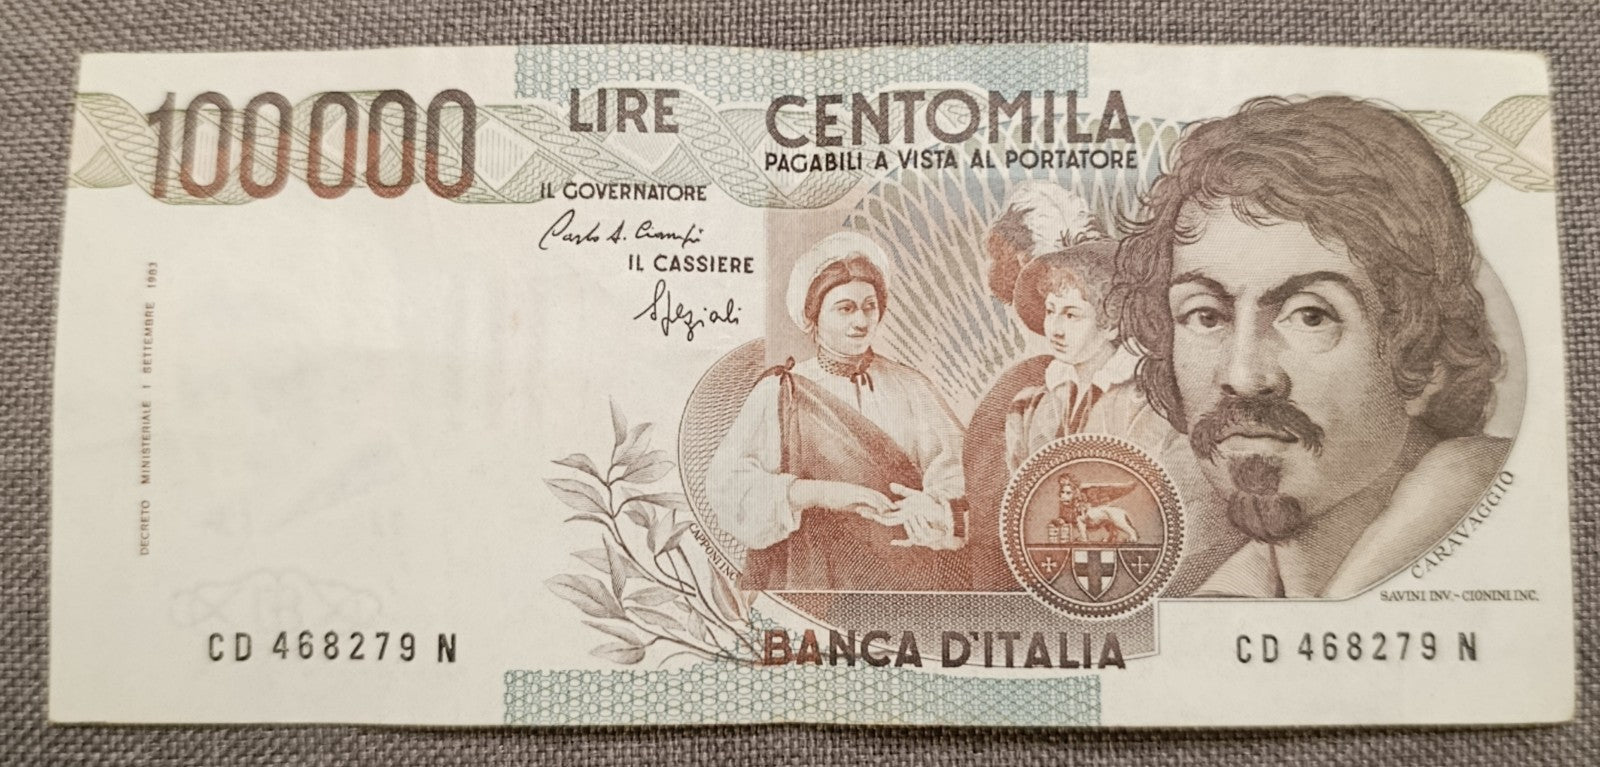 100000 LIRE CENTOMILA
PAGABILI A VISTA AL PORTATORE
IL GOVERNATORE
Carlo A. Ciampi
IL CASSIERE
Speziali
DECRETO MINISTERIALE 1 SETTEMBRE 1983
CAPPONI INC.
CARAVAGGIO
SAVINI INV.-CIONINI INC.
CD 468279 N
BANCA D'ITALIA
CD 468279 N